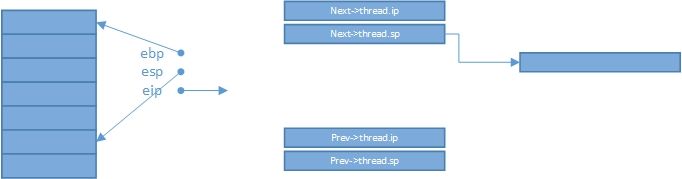 Next->thread.ip
Next->thread.sp
ebp
esp
eip
Prev->thread.ip
Prev->thread.sp